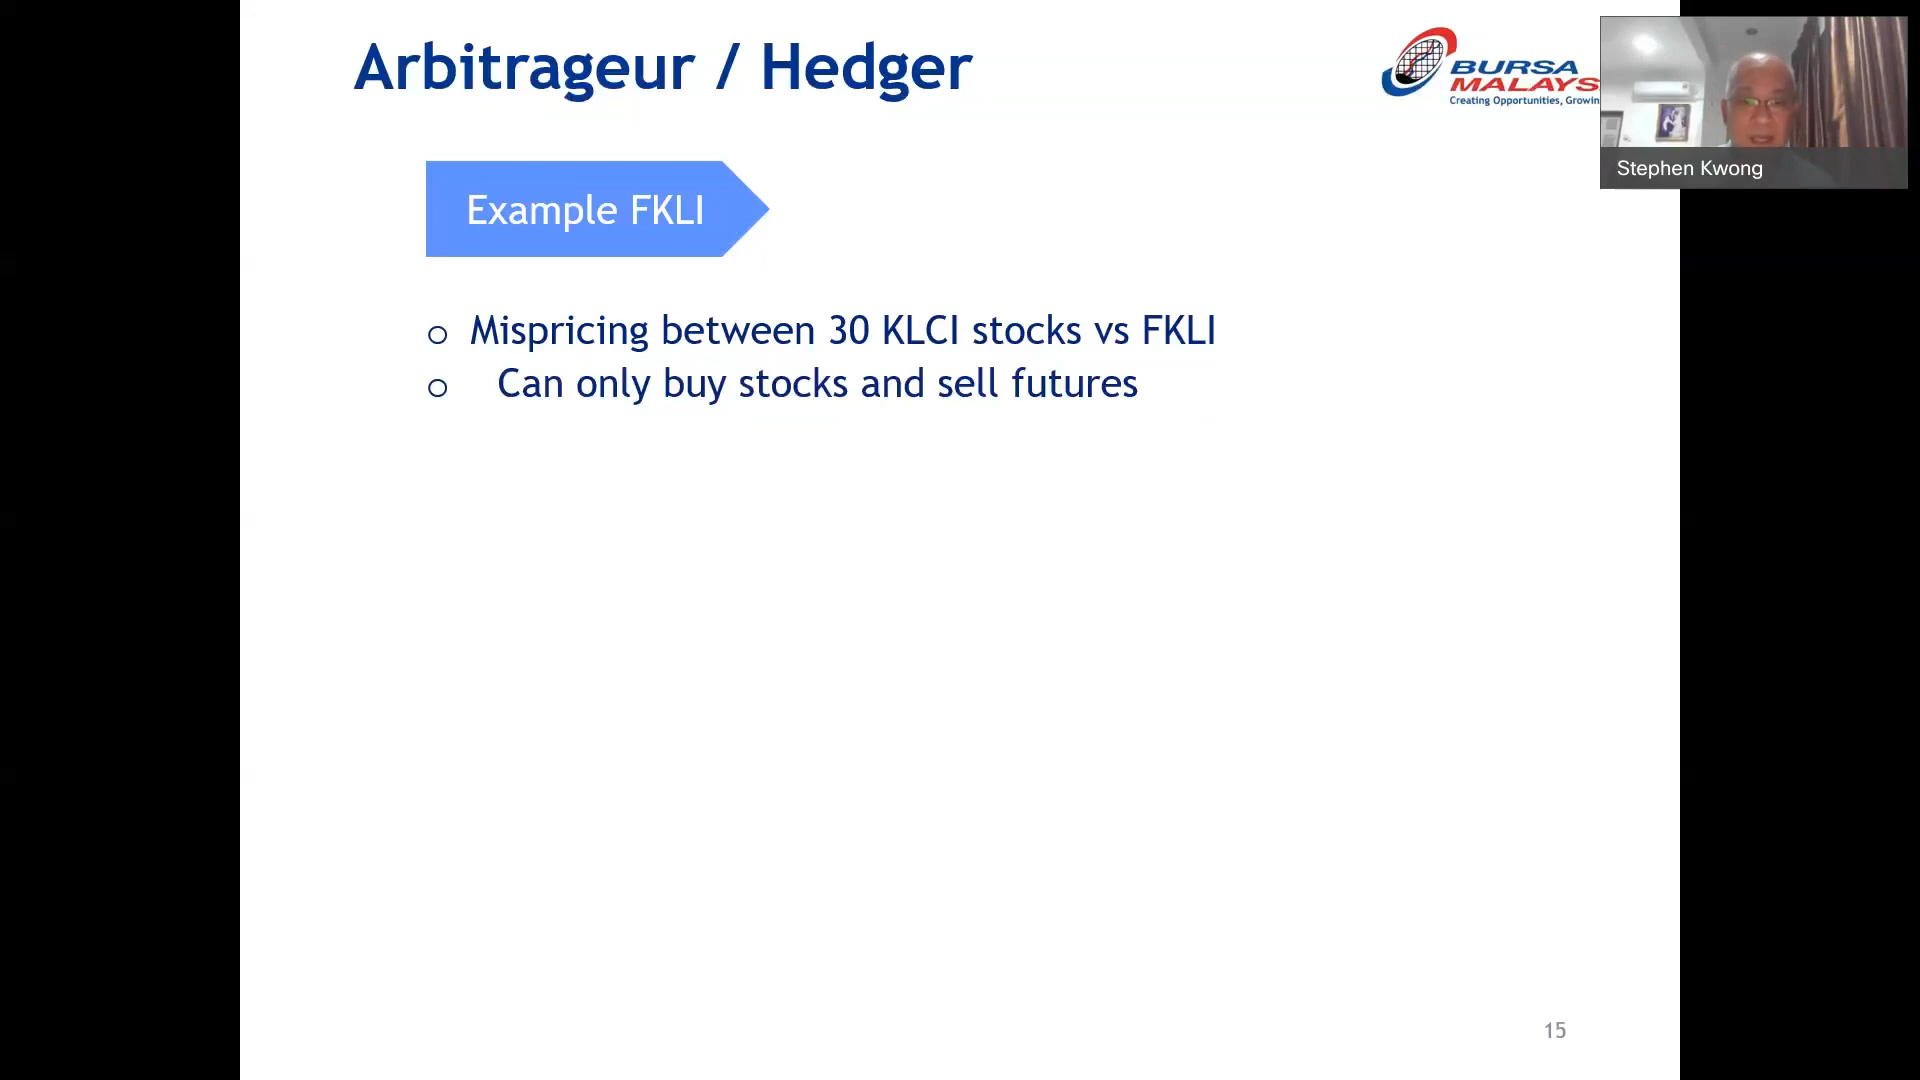 Arbitrageur / Hedger
BURSA
MALAYS
Creating Opportunities, Growin
Stephen Kwong
Example FKLI
o Mispricing between 30 KLCI stocks vs FKLI
o Can only buy stocks and sell futures
15